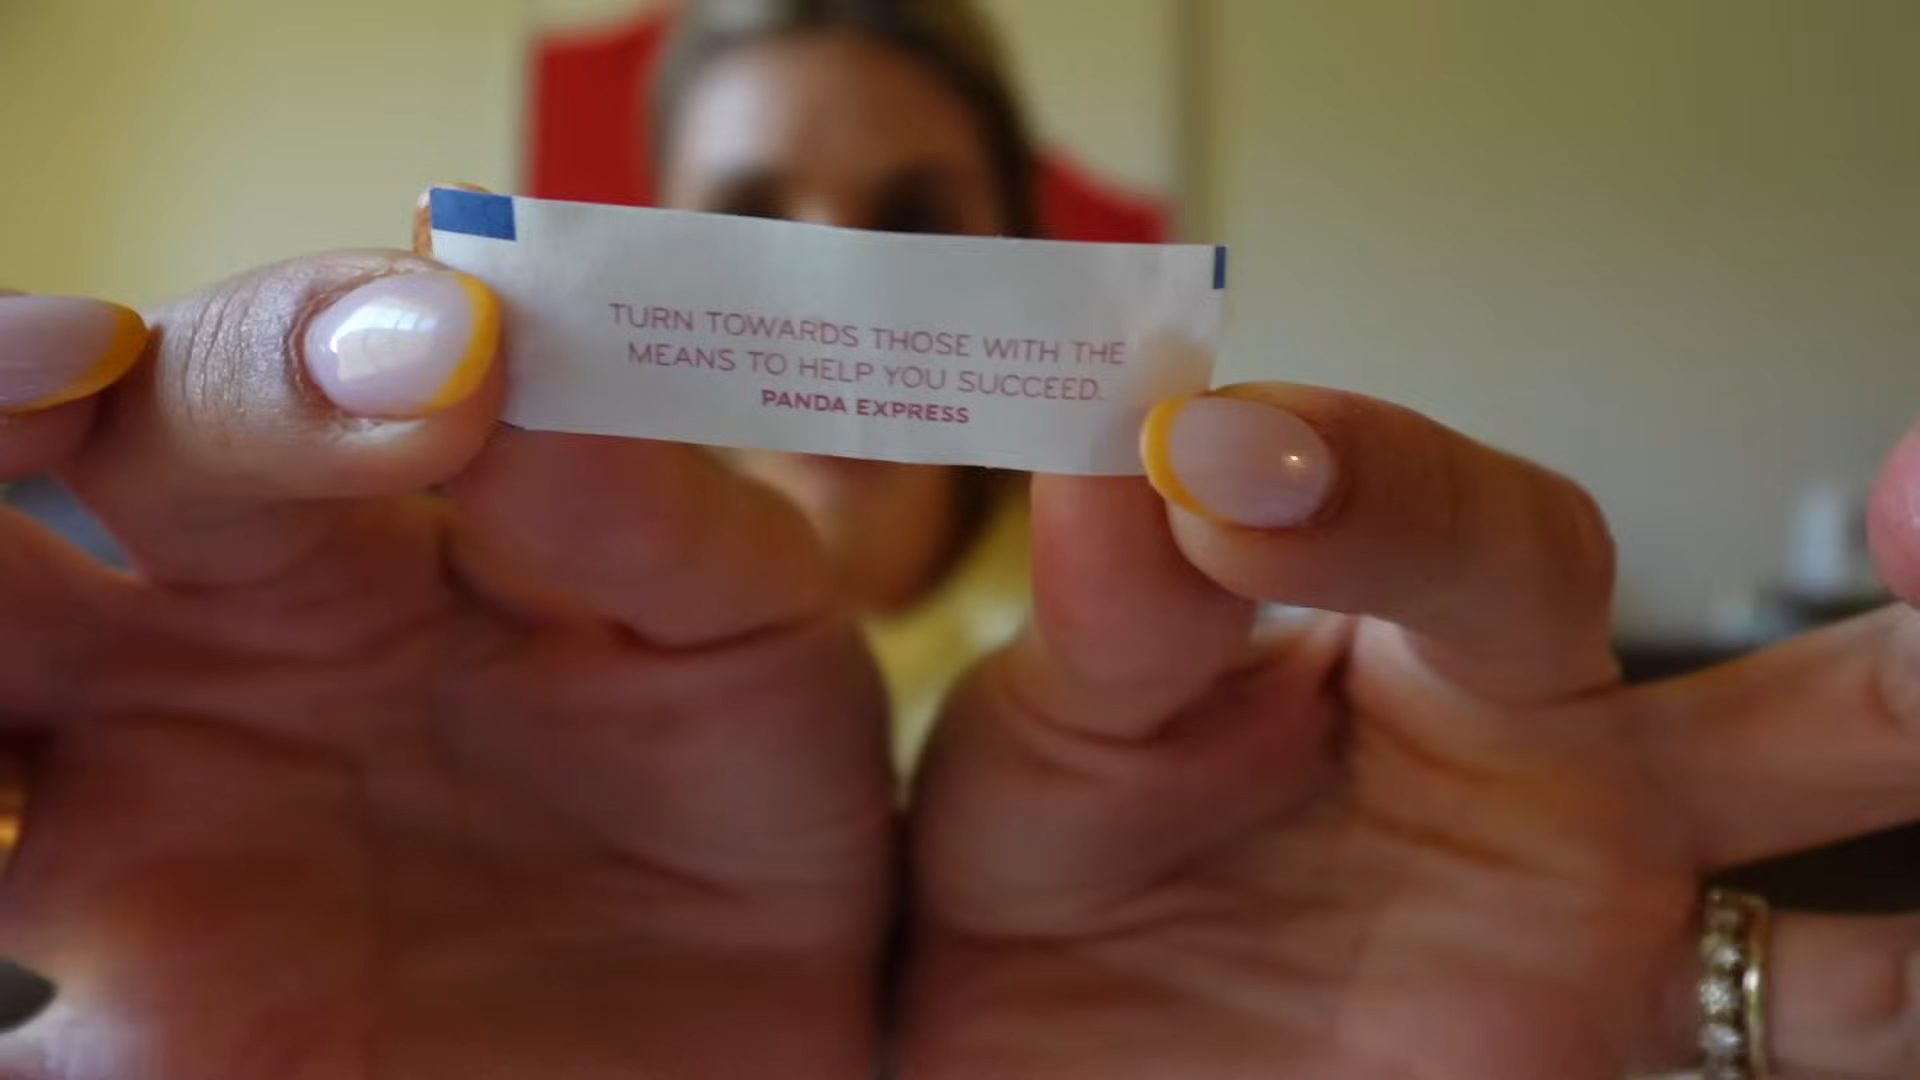 TURN TOWARDS THOSE WITH THE
MEANS TO HELP YOU SUCCEED.
PANDA EXPRESS